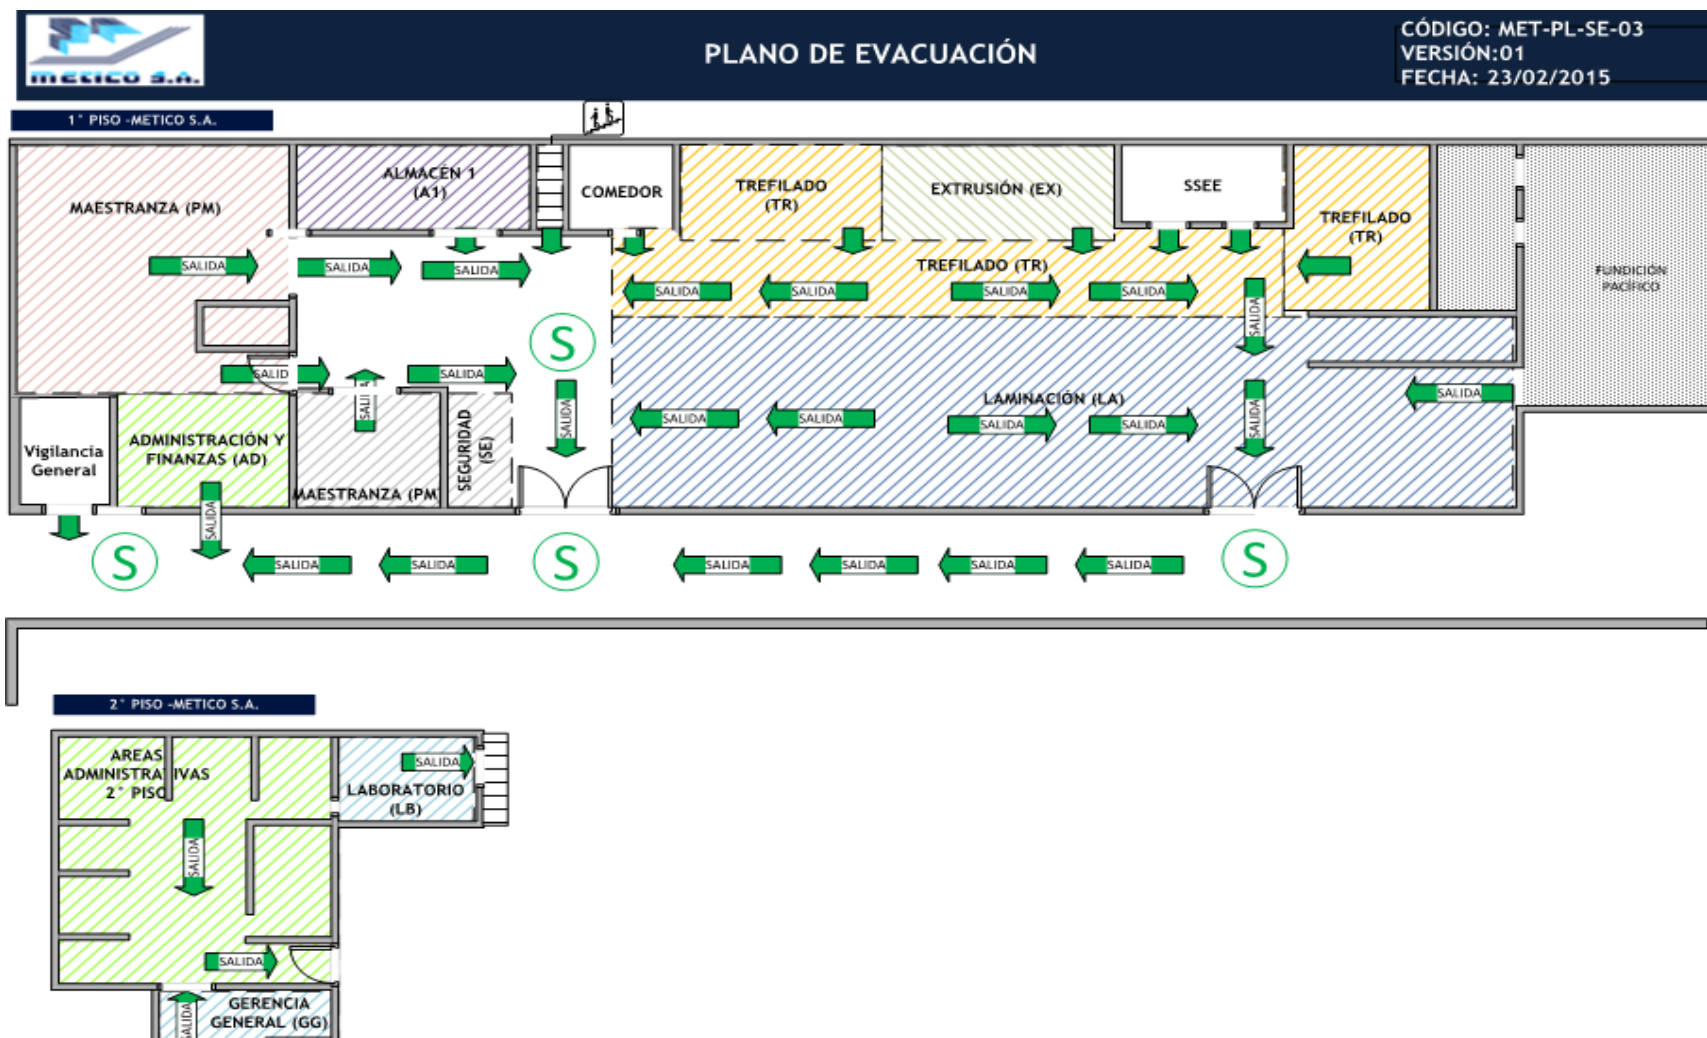 METICO S.A.
PLANO DE EVACUACIÓN
CÓDIGO: MET-PL-SE-03
VERSIÓN:01
FECHA: 23/02/2015
1° PISO -METICO S.A.
MAESTRANZA (PM)
ALMACÉN 1
(A1)
COMEDOR
TREFILADO
(TR)
EXTRUSIÓN (EX)
SSEE
TREFILADO
(TR)
FUNDICIÓN
PACÍFICO
SALIDA
SALIDA
SALIDA
TREFILADO (TR)
SALIDA
SALIDA
SALIDA
SALIDA
SALIDA
S
SALID
SALI
SALIDA
SALIDA
SALIDA
LAMINACIÓN (LA)
SALIDA
SALIDA
SALIDA
SALIDA
SALIDA
Vigilancia
General
ADMINISTRACIÓN Y
FINANZAS (AD)
MAESTRANZA (PM
SEGURIDAD
(SE)
SALIDA
S
SALIDA
SALIDA
S
SALIDA
SALIDA
SALIDA
SALIDA
S
2° PISO -METICO S.A.
AREAS
ADMINISTRATIVAS
2° PISO
SALIDA
LABORATORIO
(LB)
SALIDA
SALIDA
SALIDA
GERENCIA
GENERAL (GG)